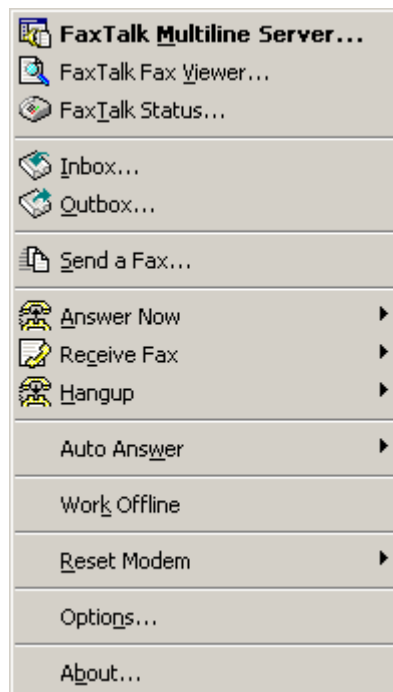 FaxTalk Multiline Server...
FaxTalk Fax Viewer...
FaxTalk Status...
Inbox...
Outbox...
Send a Fax...
Answer Now
Receive Fax
Hangup
Auto Answer
Work Offline
Reset Modem
Options...
About...